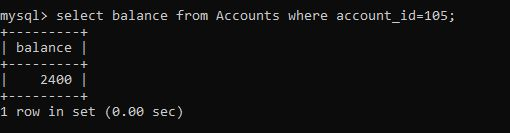 mysql> select balance from Accounts where account_id=105;
+---------+
| balance |
+---------+
|    2400 |
+---------+
1 row in set (0.00 sec)